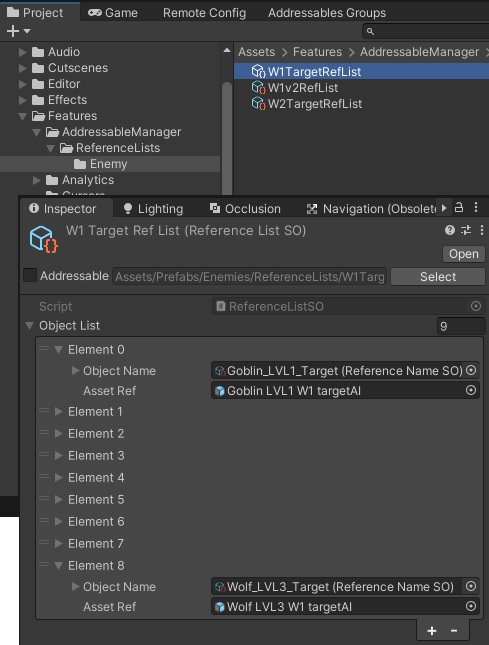 Project Game Remote Config Addressables Groups
Audio
Cutscenes
Editor
Effects
Features
AddressableManager
ReferenceLists
Enemy
Analytics
Assets > Features > AddressableManager >
W1TargetRefList
W1v2RefList
W2TargetRefList
Inspector Lighting Occlusion Navigation (Obsolete
W1 Target Ref List (Reference List SO)
Open
Addressable Assets/Prefabs/Enemies/ReferenceLists/W1Targ Select
Script ReferenceListSO
Object List 9
Element 0
Object Name Goblin_LVL1_Target (Reference Name SO)
Asset Ref Goblin LVL1 W1 targetAI
Element 1
Element 2
Element 3
Element 4
Element 5
Element 6
Element 7
Element 8
Object Name Wolf_LVL3_Target (Reference Name SO)
Asset Ref Wolf LVL3 W1 targetAI